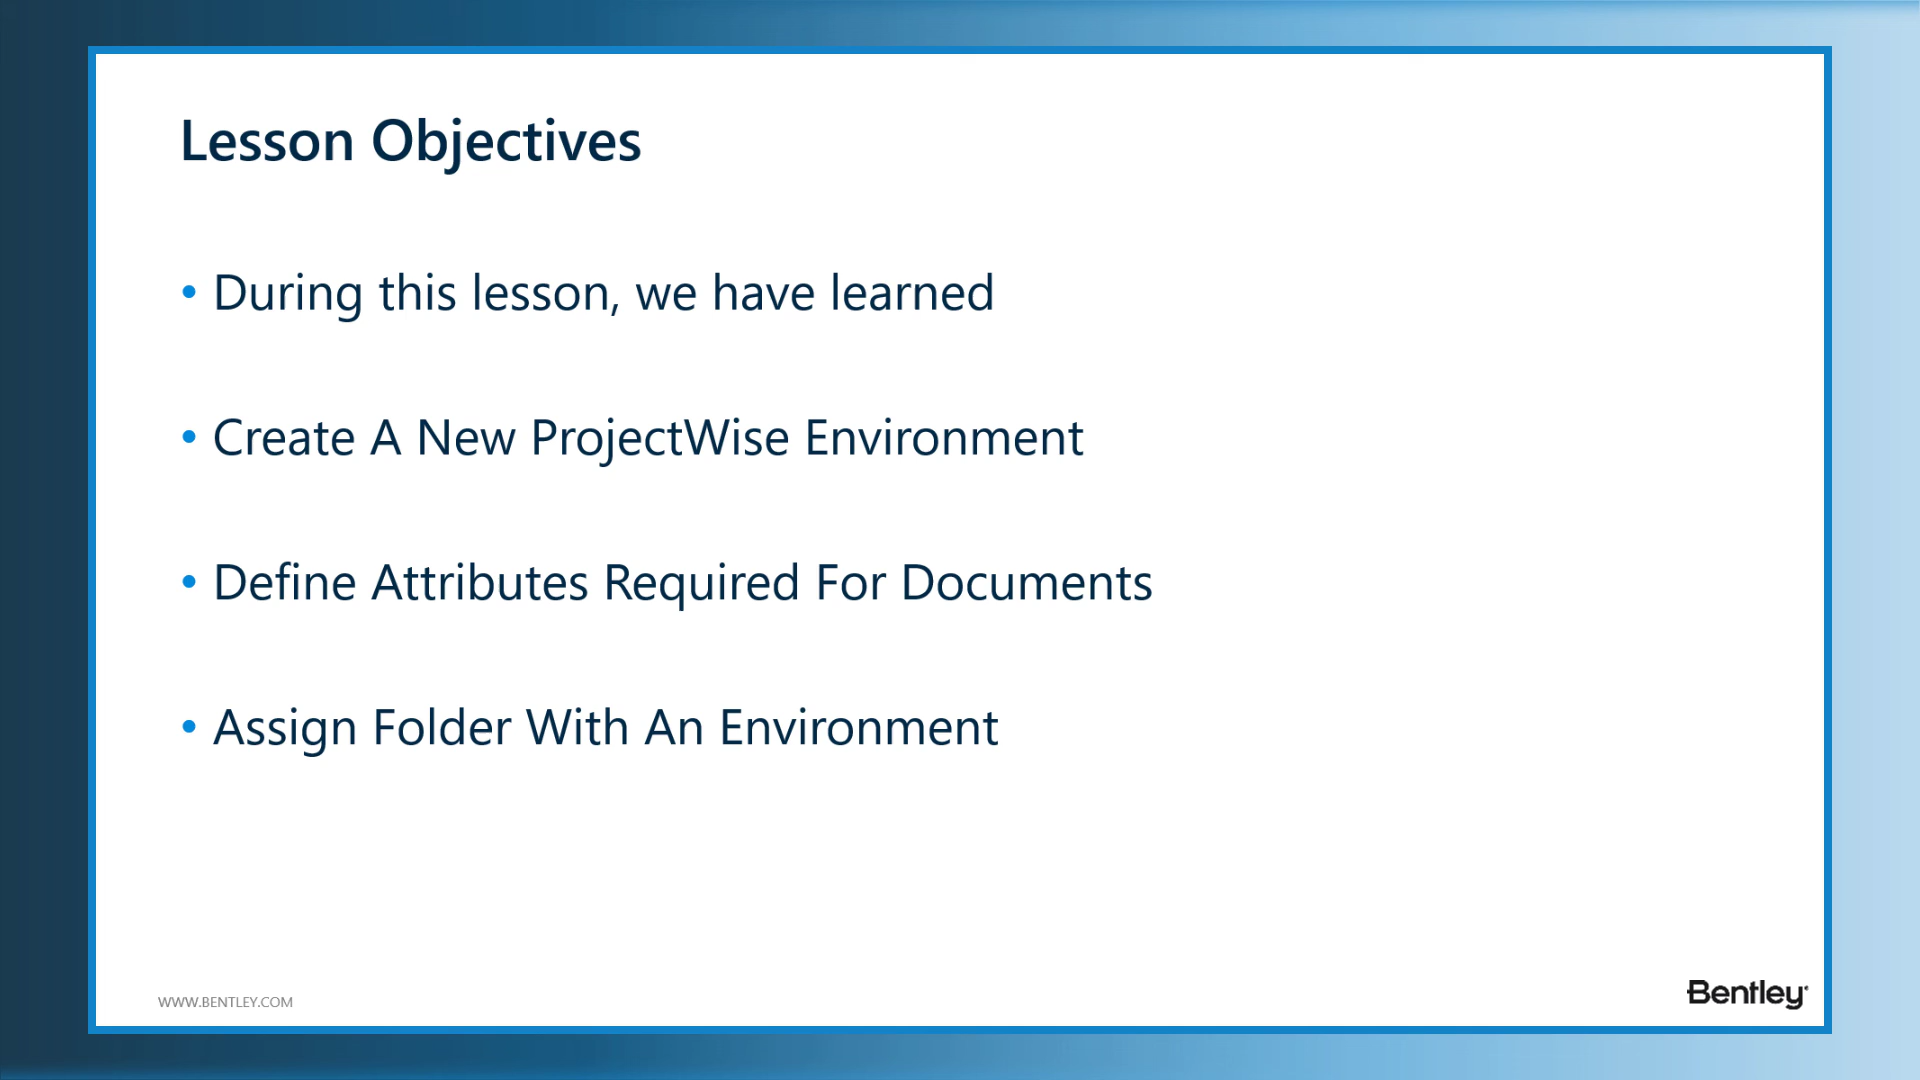 Lesson Objectives
• During this lesson, we have learned
• Create A New ProjectWise Environment
• Define Attributes Required For Documents
• Assign Folder With An Environment
WWW.BENTLEY.COM
Bentley